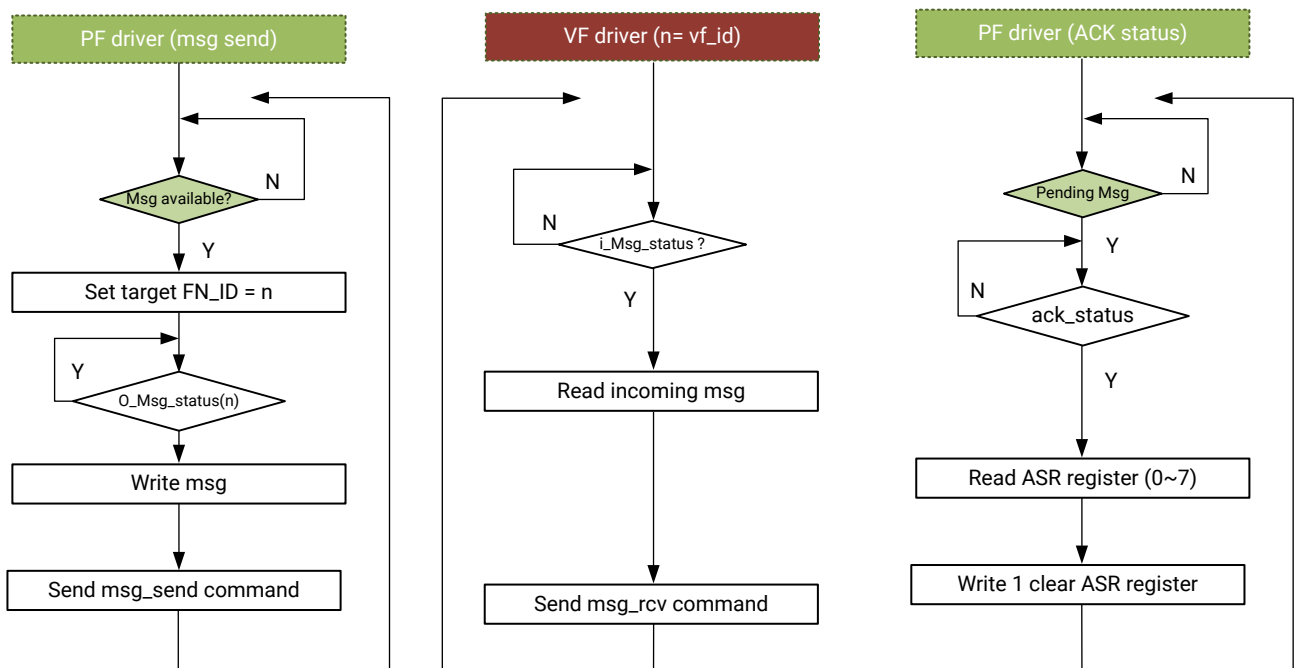 PF driver (msg send)
Msg available?
N
Y
Set target FN_ID = n
Y
O_Msg_status(n)
Write msg
Send msg_send command
VF driver (n= vf_id)
N
i_Msg_status ?
Y
Read incoming msg
Send msg_rcv command
PF driver (ACK status)
Pending Msg
N
Y
N
ack_status
Y
Read ASR register (0~7)
Write 1 clear ASR register